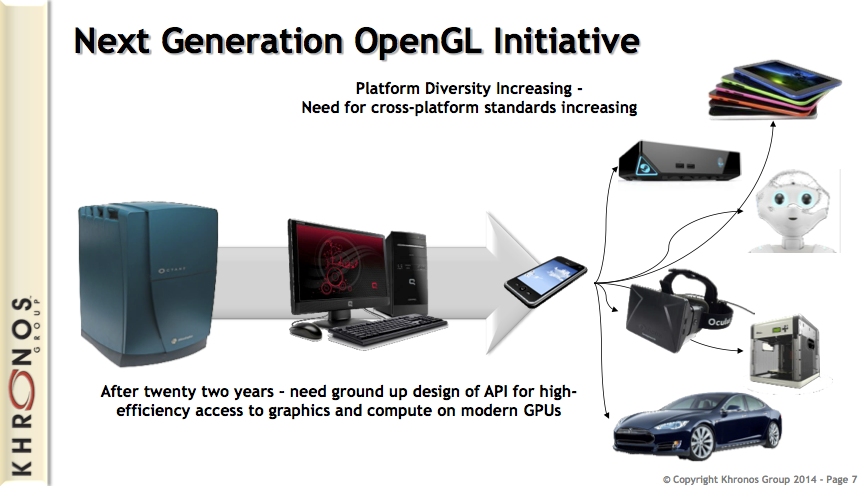 Next Generation OpenGL Initiative
Platform Diversity Increasing -
Need for cross-platform standards increasing
After twenty two years - need ground up design of API for high-
efficiency access to graphics and compute on modern GPUs
oculus
KHRONOS
GROUP
© Copyright Khronos Group 2014 - Page 7